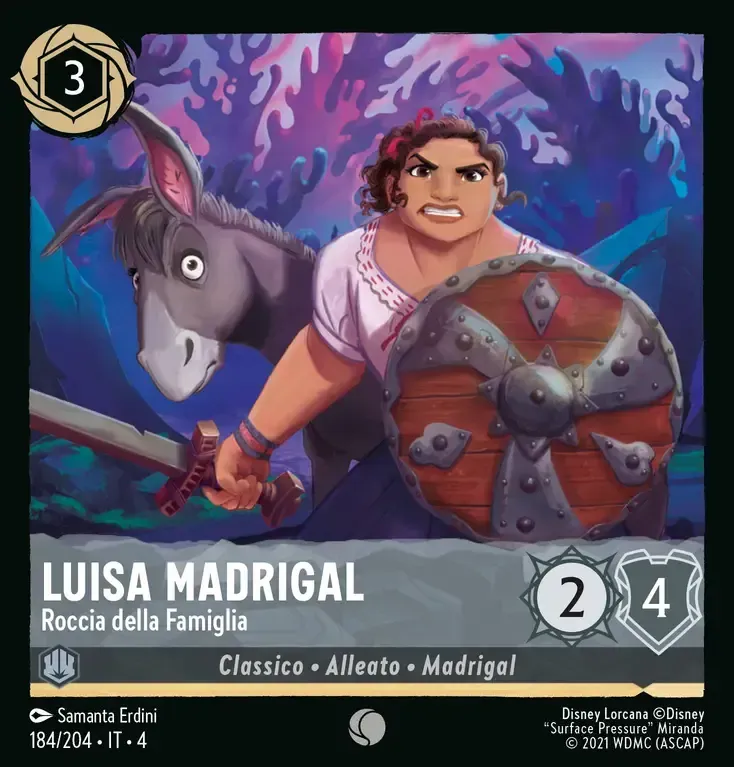 3
LUISA MADRIGAL
Roccia della Famiglia
2
4
Classico • Alleato • Madrigal
Samanta Erdini
184/204 • IT • 4
Disney Lorcana ©Disney
“Surface Pressure” Miranda
© 2021 WDMC (ASCAP)